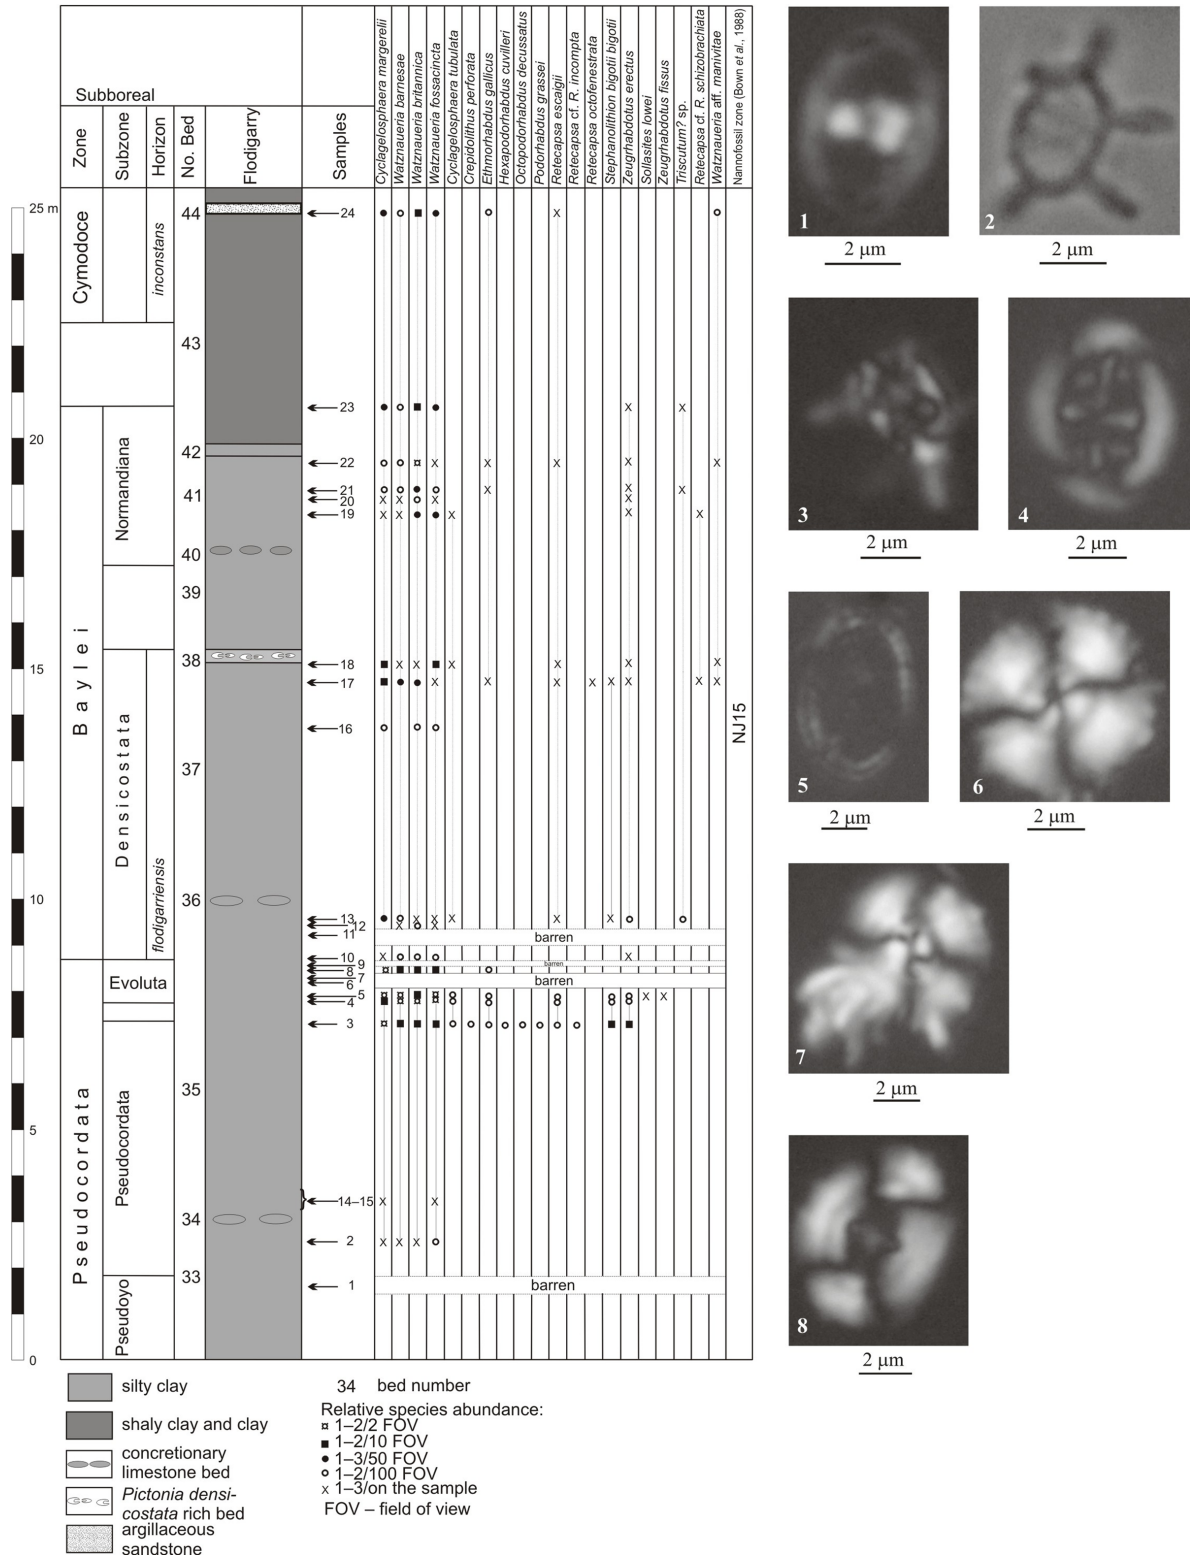 Subboreal
Zone
Subzone
Horizon
No. Bed
Flodigarry
Samples
Cyclagelosphaera margerelii
Watznaueria barnesae
Watznaueria britannica
Watznaueria fossacincta
Cyclagelosphaera tubulata
Crepidolithus perforata
Ethmorhabdus gallicus
Hexapodorhabdus cuvilleri
Octopodorhabdus decussatus
Podorhabdus grassei
Retecapsa escaigii
Retecapsa cf. R. incompta
Retecapsa octofenestrata
Stephanolithion bigotii bigotii
Zeugrhabdotus erectus
Sollasites lowei
Zeugrhabdotus fissus
Triscutum? sp.
Retecapsa cf. R. schizobrachiata
Watznaueria aff. manivitae
Nannofossil zone (Bown et al., 1988)
25 m
20
15
10
5
0
Cymodoce
Baylei
Pseudocordata
Normandiana
Densicostata
Evoluta
Pseudocordata
Pseudoyo
inconstans
flodigarriensis
44
43
42
41
40
39
38
37
36
35
34
33
24
23
22
21
20
19
18
17
16
13
12
11
barren
10
9
barren
8
7
barren
6
5
4
3
14–15
2
1
barren
NJ15
silty clay
shaly clay and clay
concretionary
limestone bed
Pictonia densi-
costata rich bed
argillaceous
sandstone
34 bed number
Relative species abundance:
¤ 1–2/2 FOV
■ 1–2/10 FOV
● 1–3/50 FOV
o 1–2/100 FOV
x 1–3/on the sample
FOV – field of view
1
2 µm
2
2 µm
3
2 µm
4
2 µm
5
2 µm
6
2 µm
7
2 µm
8
2 µm